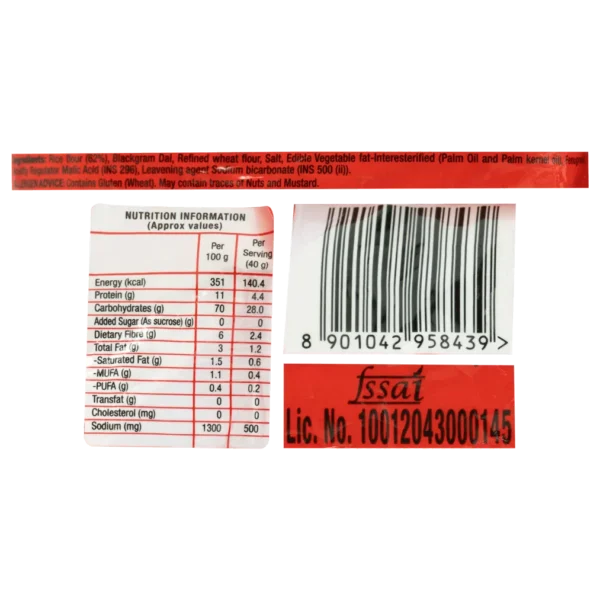 Ingredients: Rice flour (62%), Blackgram Dal, Refined wheat flour, Salt, Edible Vegetable fat-Interesterified (Palm Oil and Palm kernel oil),
Regulator Malic Acid (INS 296), Leavening agent Sodium bicarbonate (INS 500 (ii)).
ALLERGEN ADVICE: Contains Gluten (Wheat). May contain traces of Nuts and Mustard.
NUTRITION INFORMATION
(Approx values)
Per 100 g Per Serving (40 g)
Energy (kcal) 351 140.4
Protein (g) 11 4.4
Carbohydrates (g) 70 28.0
Added Sugar (As sucrose) (g) 0 0
Dietary Fibre (g) 6 2.4
Total Fat (g) 3 1.2
-Saturated Fat (g) 1.5 0.6
-MUFA (g) 1.1 0.4
-PUFA (g) 0.4 0.2
Transfat (g) 0 0
Cholesterol (mg) 0 0
Sodium (mg) 1300 500
8 901042 958439 >
fssai
Lic. No. 10012043000145